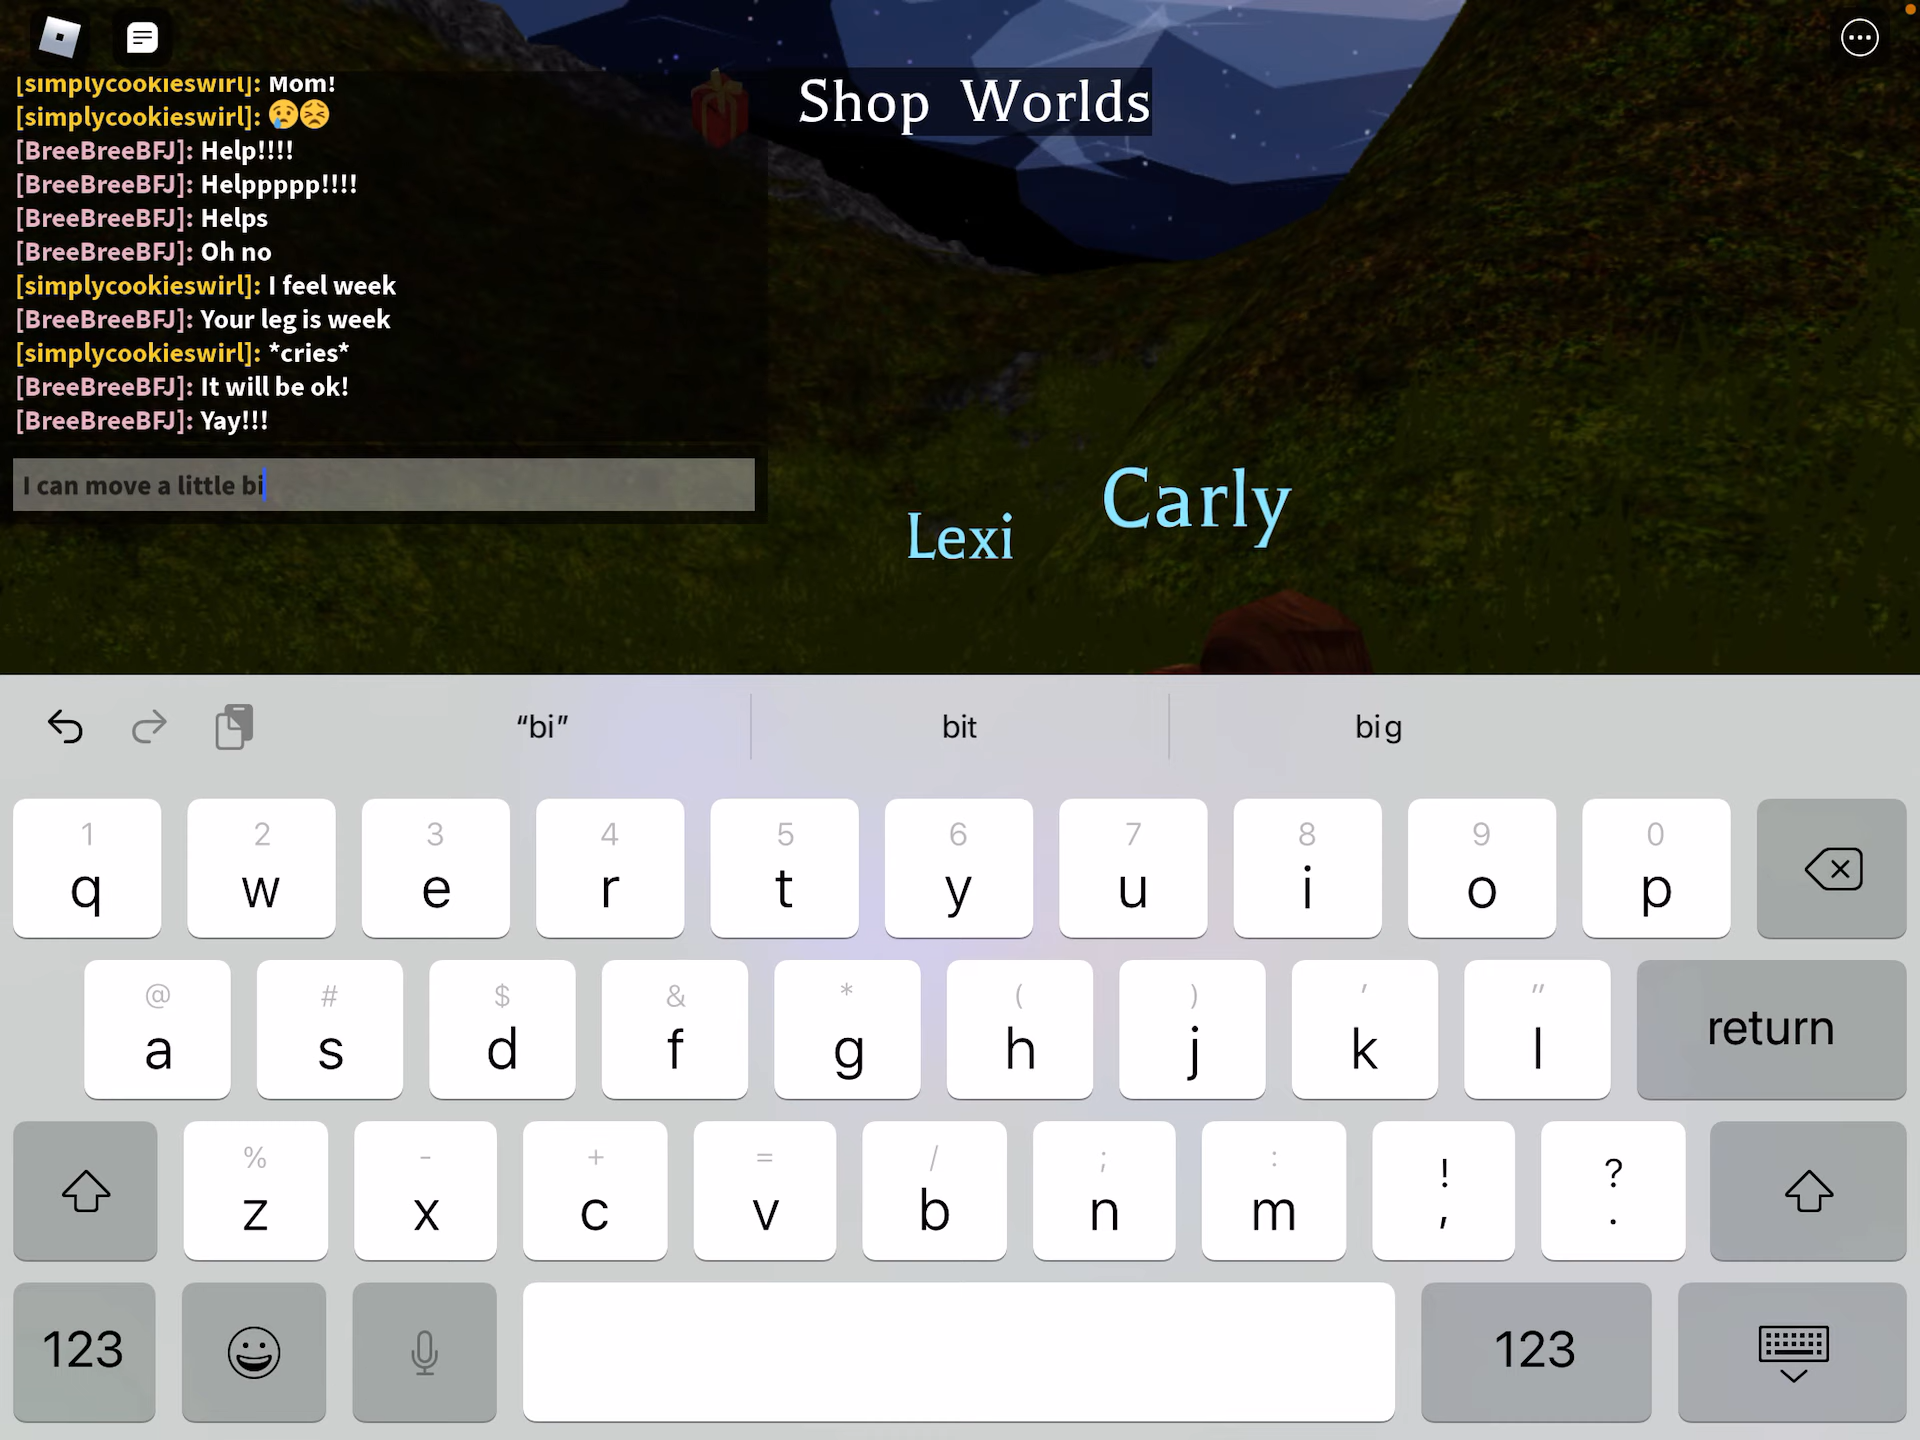 [simplycookieswirl]: Mom!
[simplycookieswirl]: 😢😣
[BreeBreeBFJ]: Help!!!!
[BreeBreeBFJ]: Helppppp!!!!
[BreeBreeBFJ]: Helps
[BreeBreeBFJ]: Oh no
[simplycookieswirl]: I feel week
[BreeBreeBFJ]: Your leg is week
[simplycookieswirl]: *cries*
[BreeBreeBFJ]: It will be ok!
[BreeBreeBFJ]: Yay!!!
I can move a little bi
Shop Worlds
Carly
Lexi
“bi” bit big
1 2 3 4 5 6 7 8 9 0
q w e r t y u i o p
@ # $ & * ( ) ' "
a s d f g h j k l return
% - + = / ; : ! ?
z x c v b n m , .
123 123